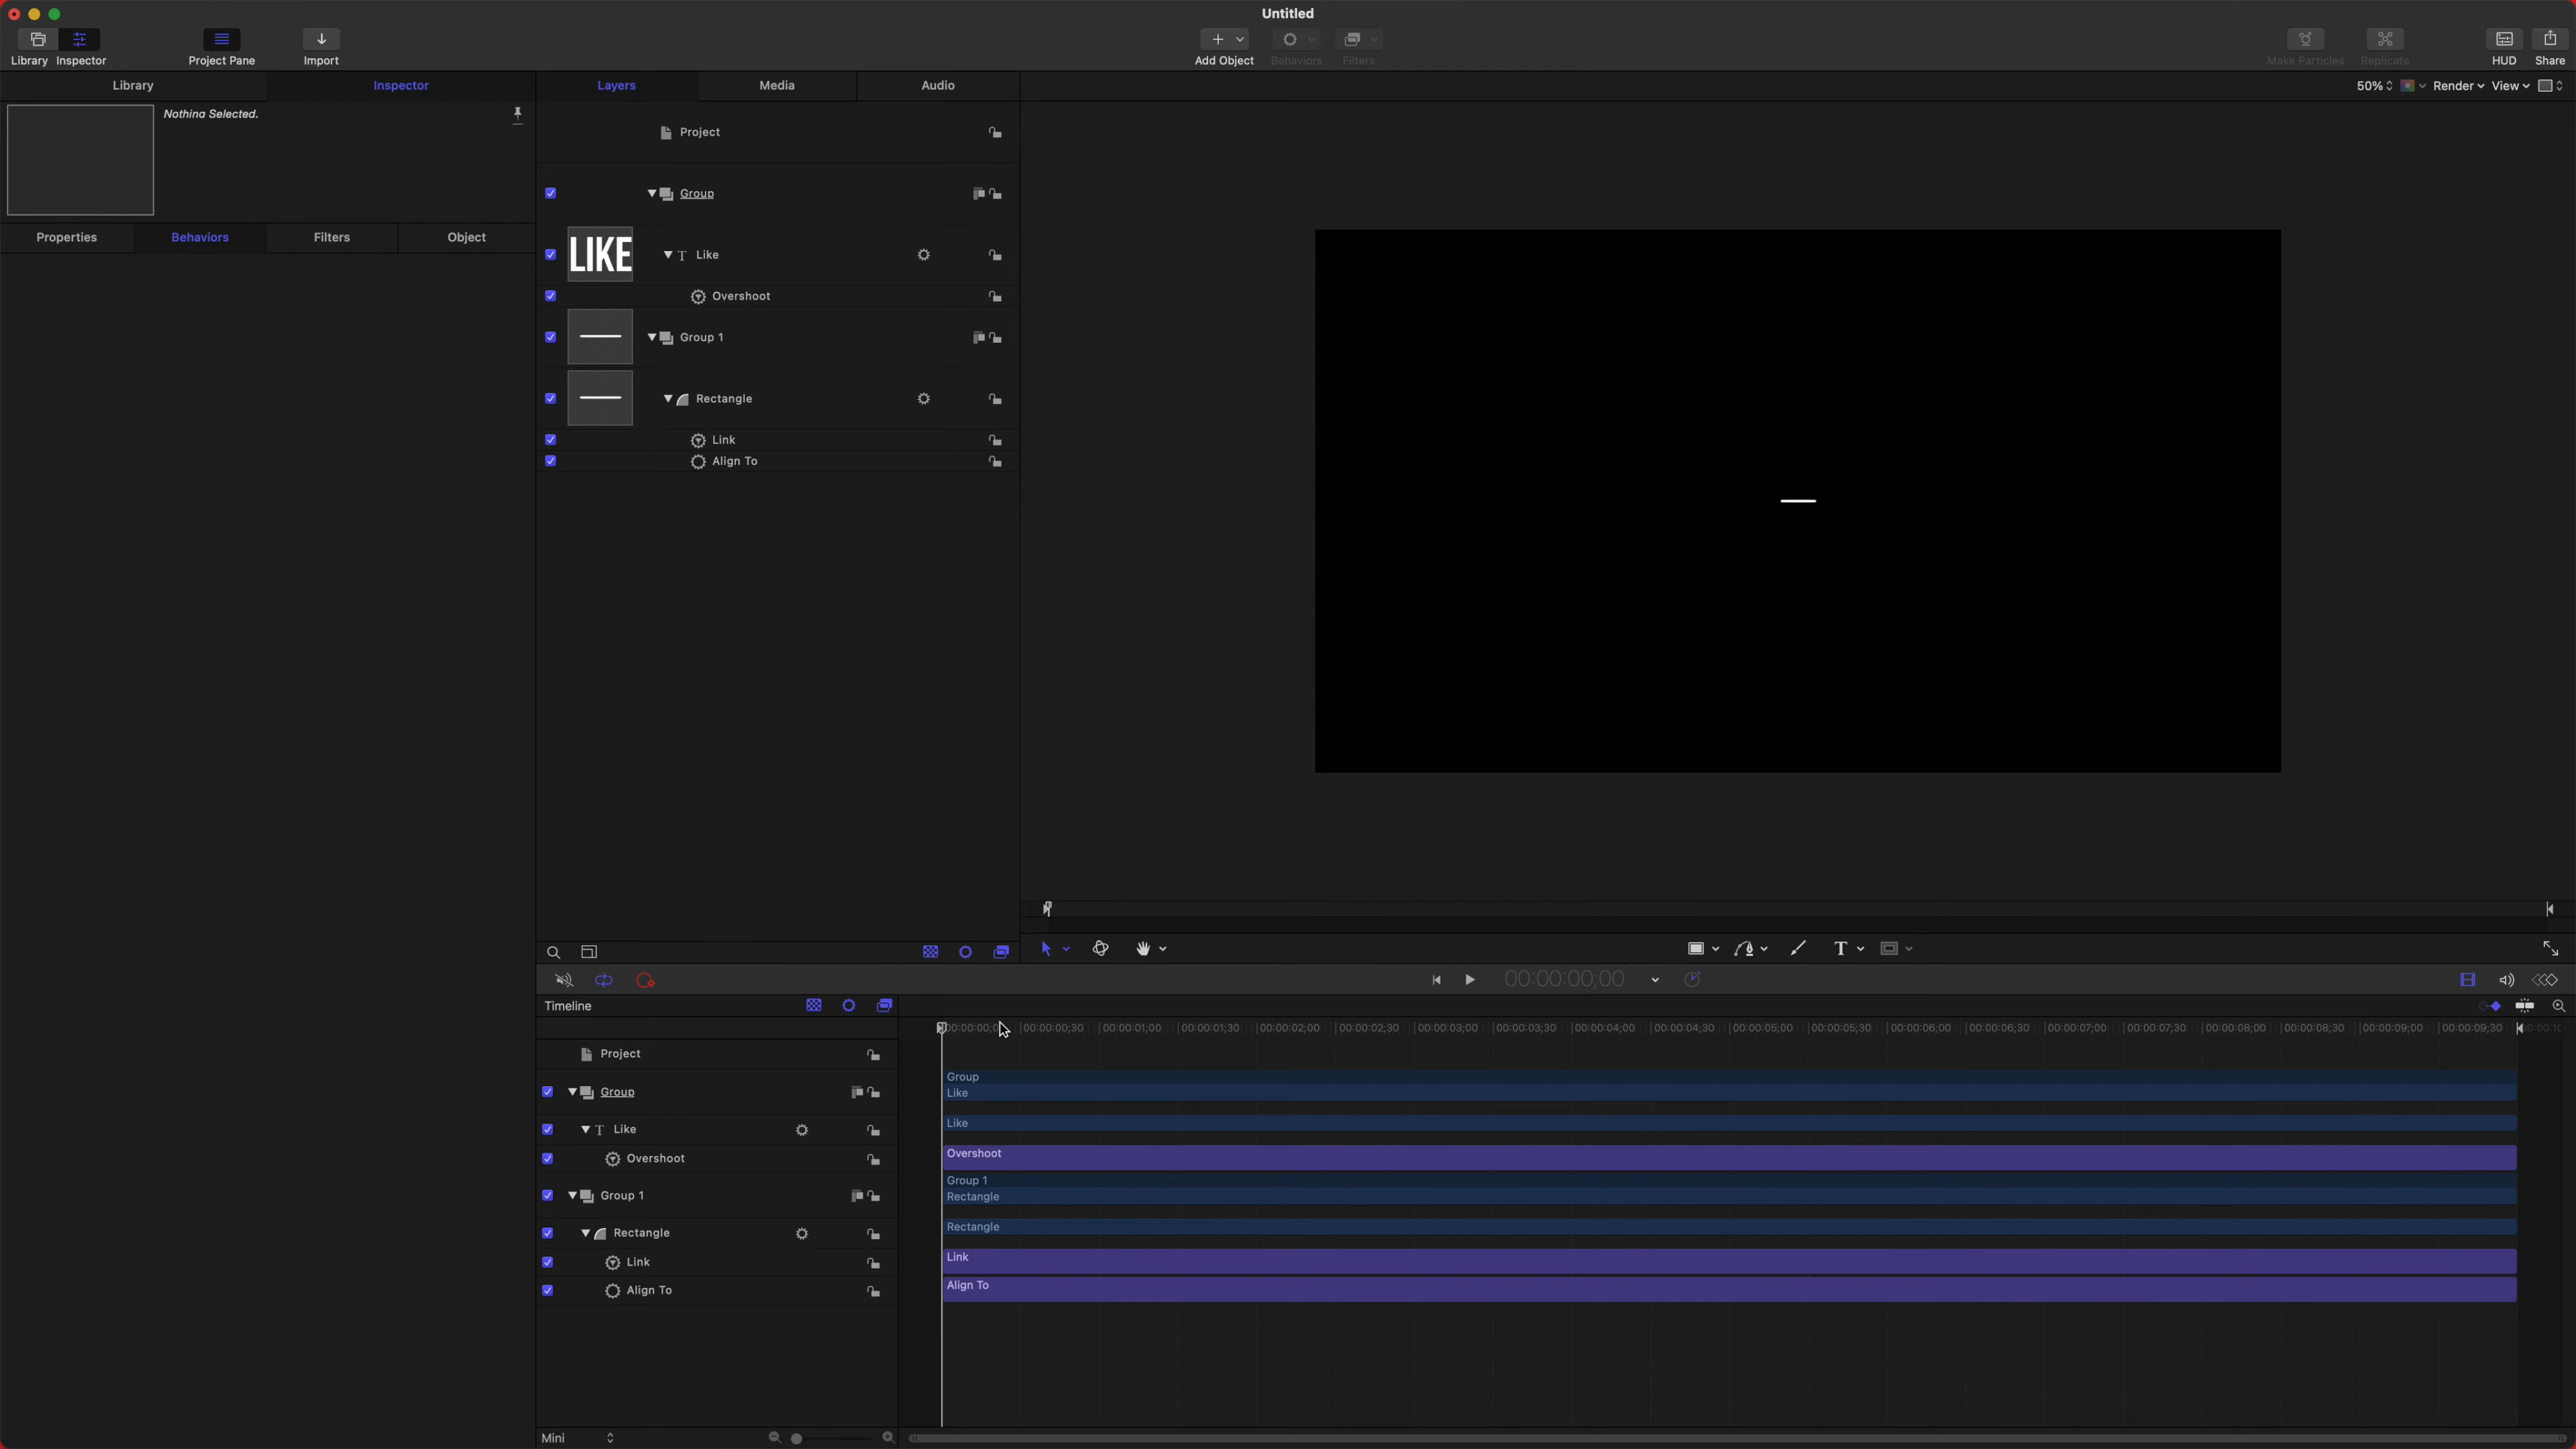 Untitled
Library Inspector Project Pane Import Add Object Behaviors Filters Make Particles Replicate HUD Share
Library Inspector Layers Media Audio 50% Render View
Nothing Selected.
Properties Behaviors Filters Object
Project
Group
LIKE Like
Overshoot
Group 1
Rectangle
Link
Align To
T
00:00:00;00
Timeline
00:00:00;30 00:00:01;00 00:00:01;30 00:00:02;00 00:00:02;30 00:00:03;00 00:00:03;30 00:00:04;00 00:00:04;30 00:00:05;00 00:00:05;30 00:00:06;00 00:00:06;30 00:00:07;00 00:00:07;30 00:00:08;00 00:00:08;30 00:00:09;00 00:00:09;30
Project
Group Group
Like
T Like Like
Overshoot Overshoot
Group 1 Group 1
Rectangle
Rectangle Rectangle
Link Link
Align To Align To
Mini